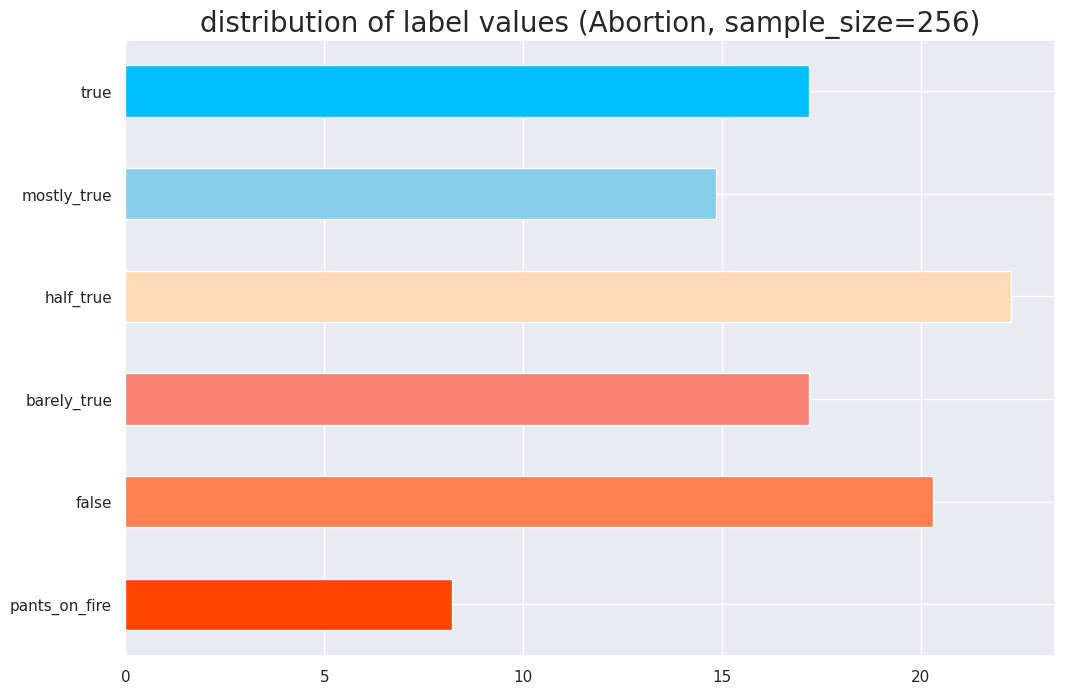 distribution of label values (Abortion, sample_size=256)
true
mostly_true
half_true
barely_true
false
pants_on_fire
0 5 10 15 20